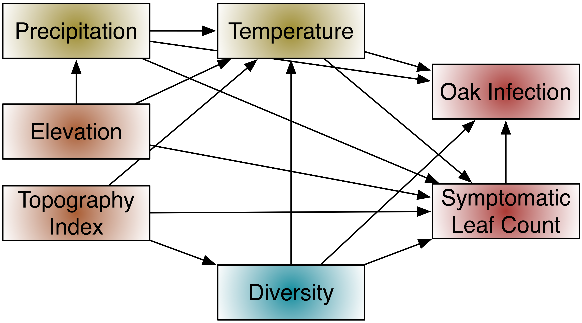 Precipitation
Temperature
Oak Infection
Elevation
Topography
Index
Symptomatic
Leaf Count
Diversity